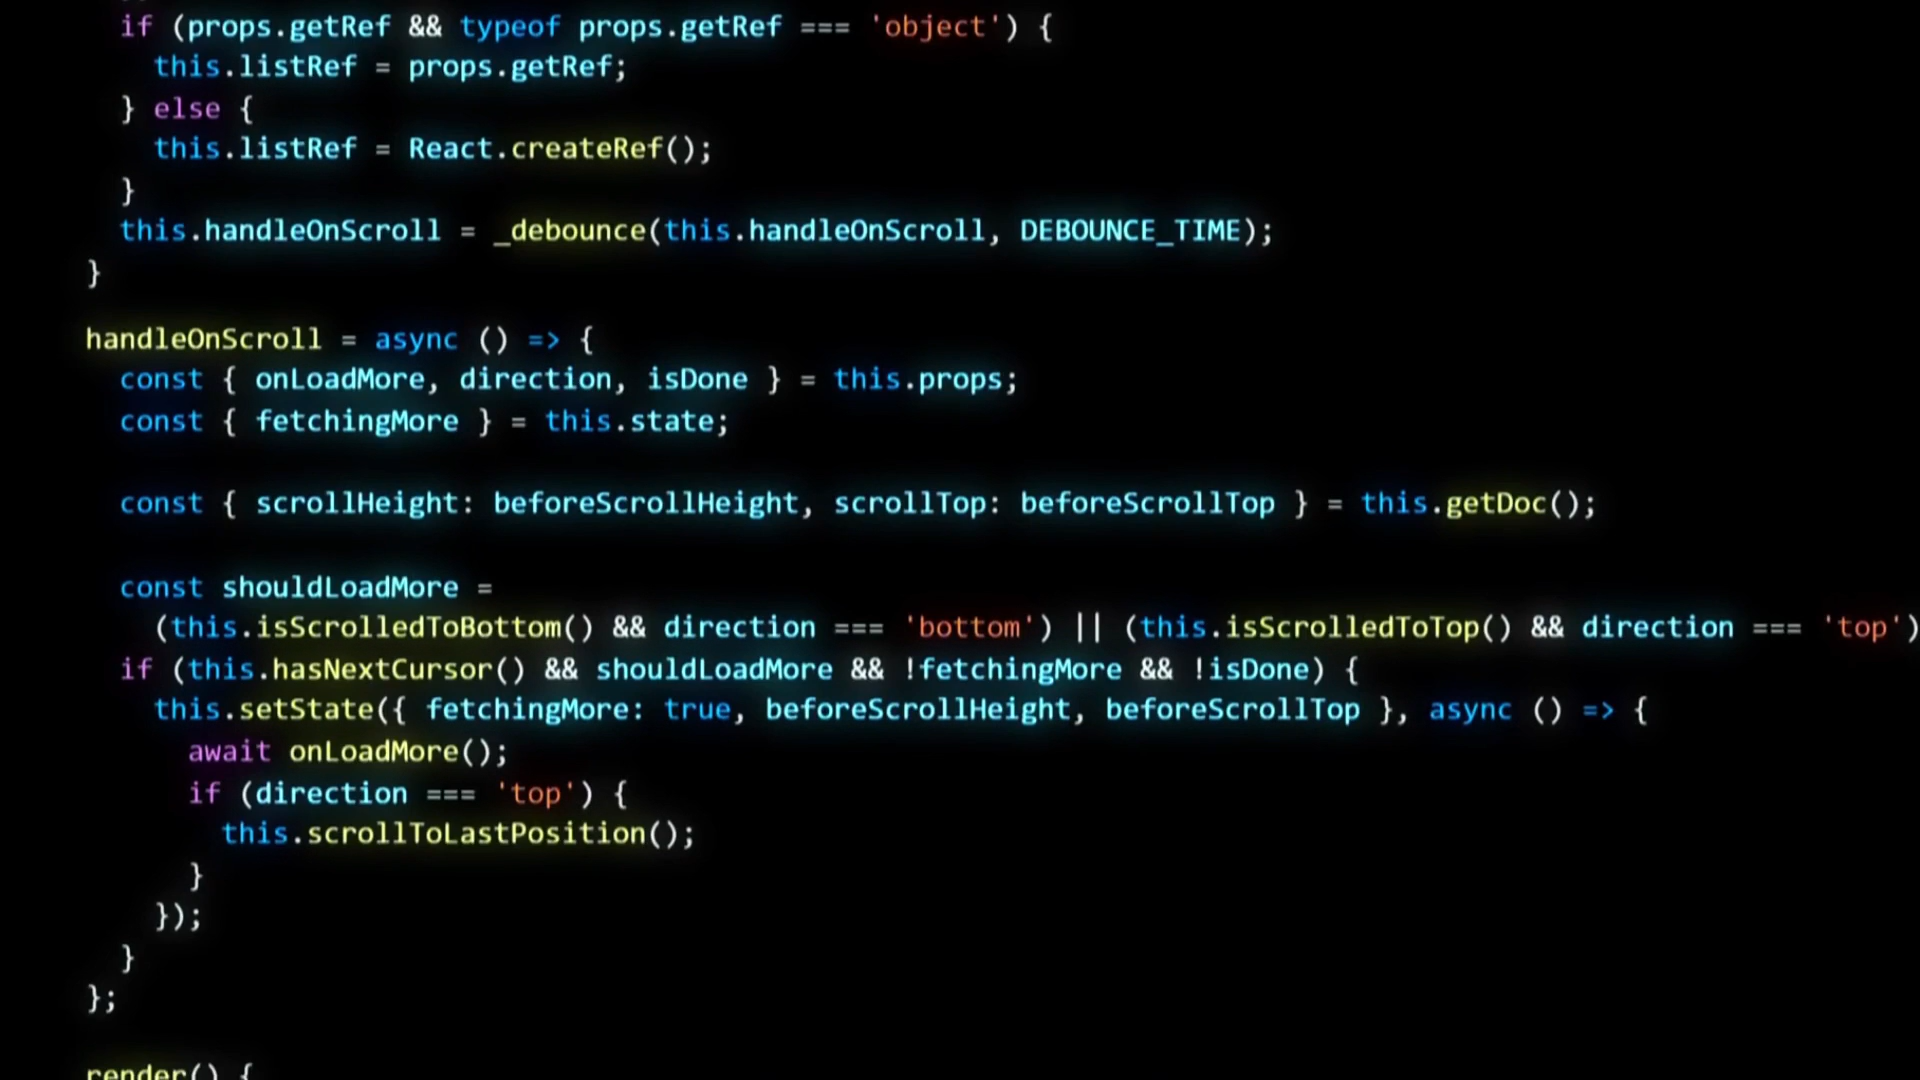 if (props.getRef && typeof props.getRef === 'object') {
this.listRef = props.getRef;
} else {
this.listRef = React.createRef();
}
this.handleOnScroll = _debounce(this.handleOnScroll, DEBOUNCE_TIME);
}
handleOnScroll = async () => {
const { onLoadMore, direction, isDone } = this.props;
const { fetchingMore } = this.state;
const { scrollHeight: beforeScrollHeight, scrollTop: beforeScrollTop } = this.getDoc();
const shouldLoadMore =
(this.isScrolledToBottom() && direction === 'bottom') || (this.isScrolledToTop() && direction === 'top')
if (this.hasNextCursor() && shouldLoadMore && !fetchingMore && !isDone) {
this.setState({ fetchingMore: true, beforeScrollHeight, beforeScrollTop }, async () => {
await onLoadMore();
if (direction === 'top') {
this.scrollToLastPosition();
}
});
}
};
render() {